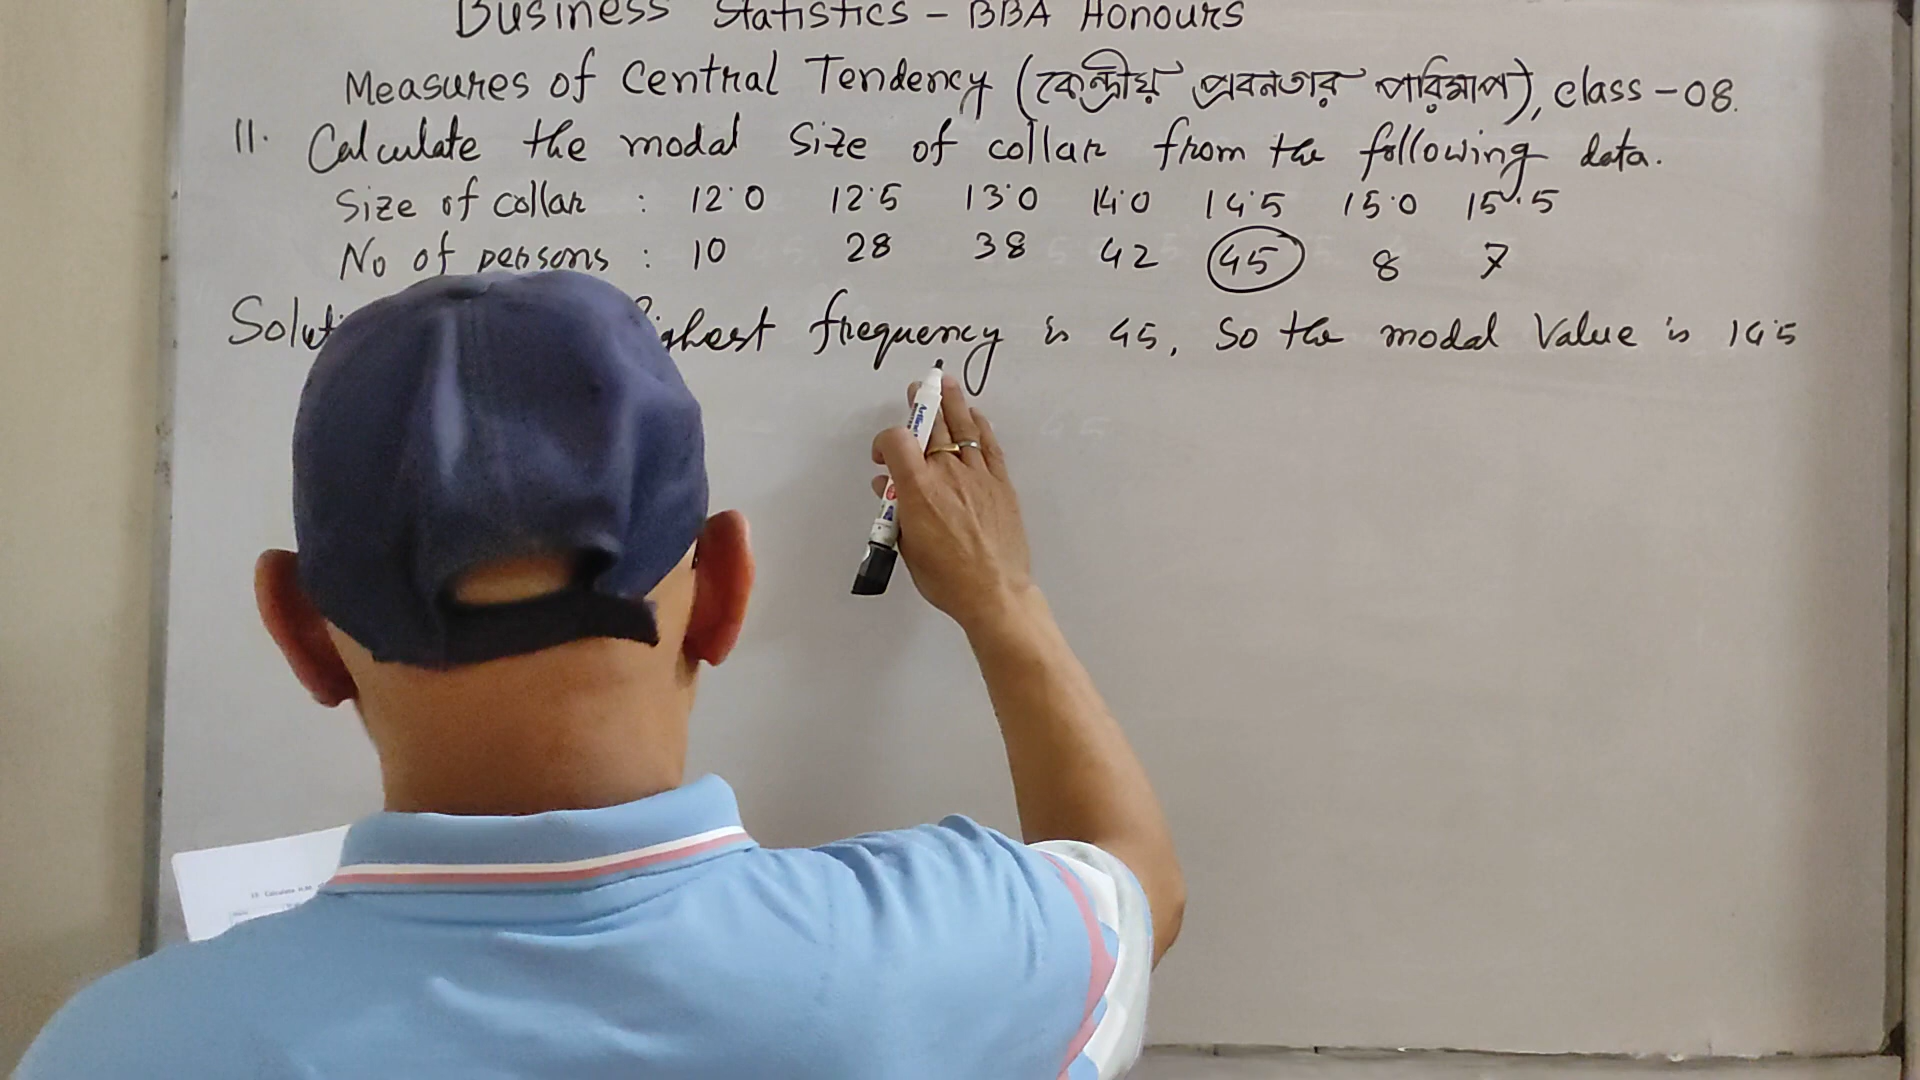 Business Statistics - BBA Honours
Measures of Central Tendency (কেন্দ্রীয় প্রবনতার পরিমাপ), class - 08.
11. Calculate the modal size of collar from the following data.
Size of collar : 12.0 12.5 13.0 14.0 14.5 15.0 15.5
No of persons : 10 28 38 42 45 8 7
frequency is 45, So the modal Value is 14.5